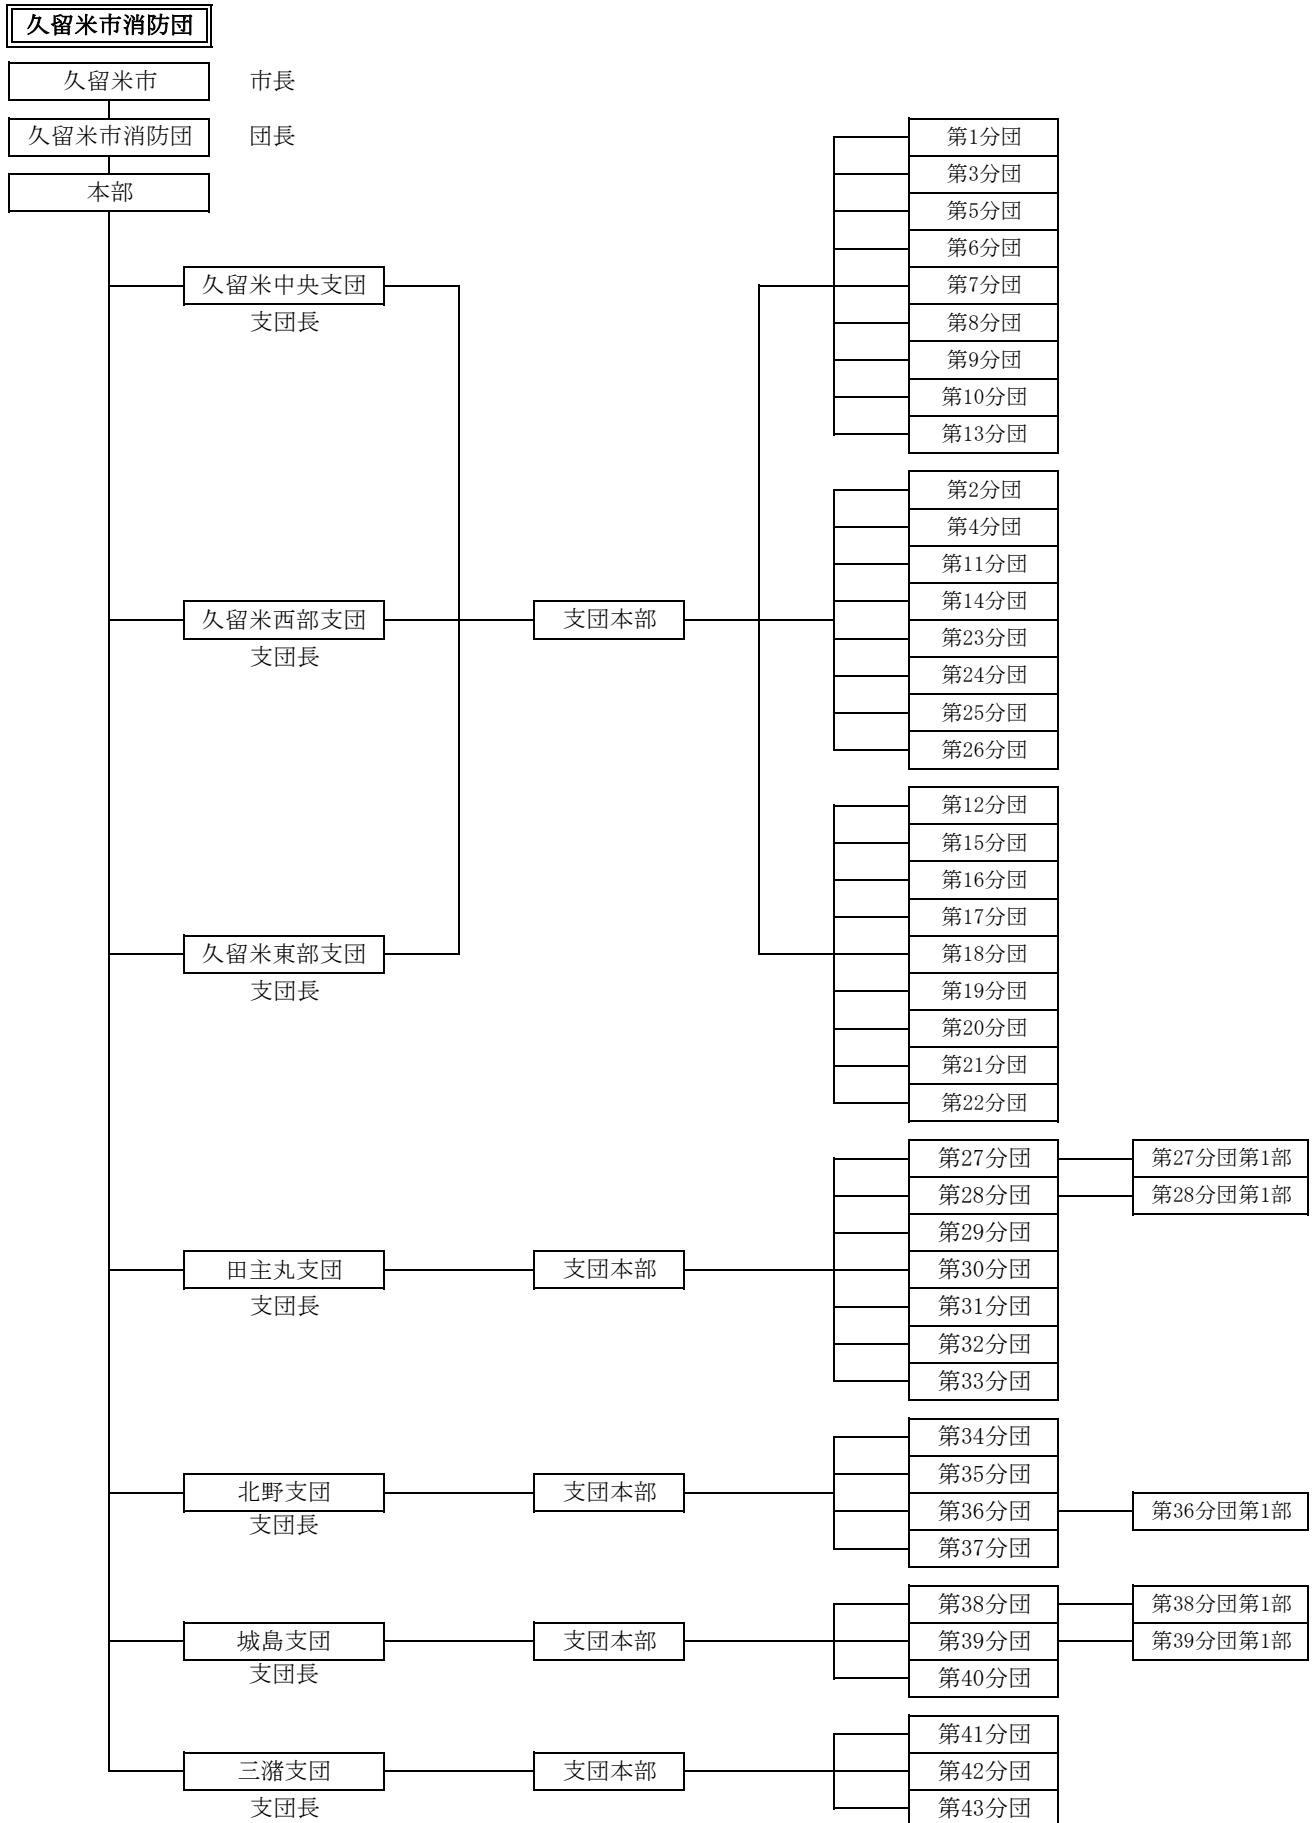 久留米市消防団
久留米市 市長
久留米市消防団 団長
本部
久留米中央支団
支団長
久留米西部支団
支団長
久留米東部支団
支団長
支団本部
第1分団
第3分団
第5分団
第6分団
第7分団
第8分団
第9分団
第10分団
第13分団
第2分団
第4分団
第11分団
第14分団
第23分団
第24分団
第25分団
第26分団
第12分団
第15分団
第16分団
第17分団
第18分団
第19分団
第20分団
第21分団
第22分団
田主丸支団
支団長
支団本部
第27分団 第27分団第1部
第28分団 第28分団第1部
第29分団
第30分団
第31分団
第32分団
第33分団
北野支団
支団長
支団本部
第34分団
第35分団
第36分団 第36分団第1部
第37分団
城島支団
支団長
支団本部
第38分団 第38分団第1部
第39分団 第39分団第1部
第40分団
三潴支団
支団長
支団本部
第41分団
第42分団
第43分団